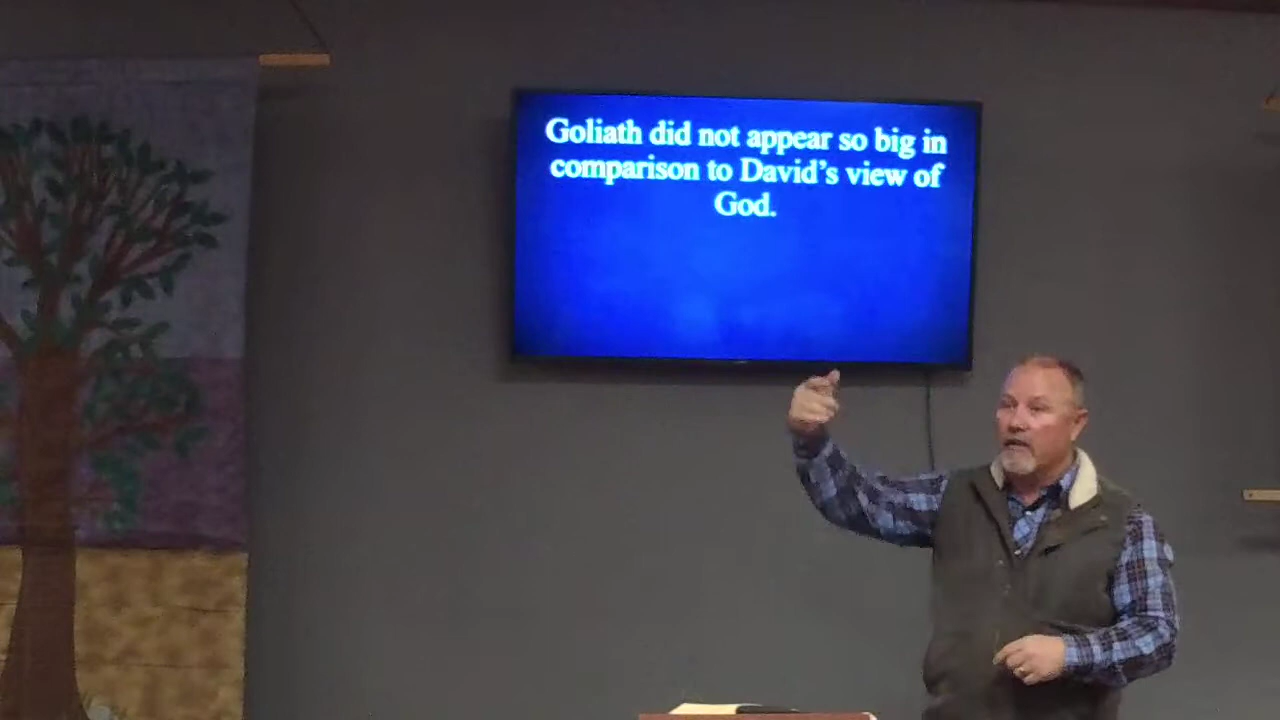 Goliath did not appear so big in
comparison to David’s view of
God.